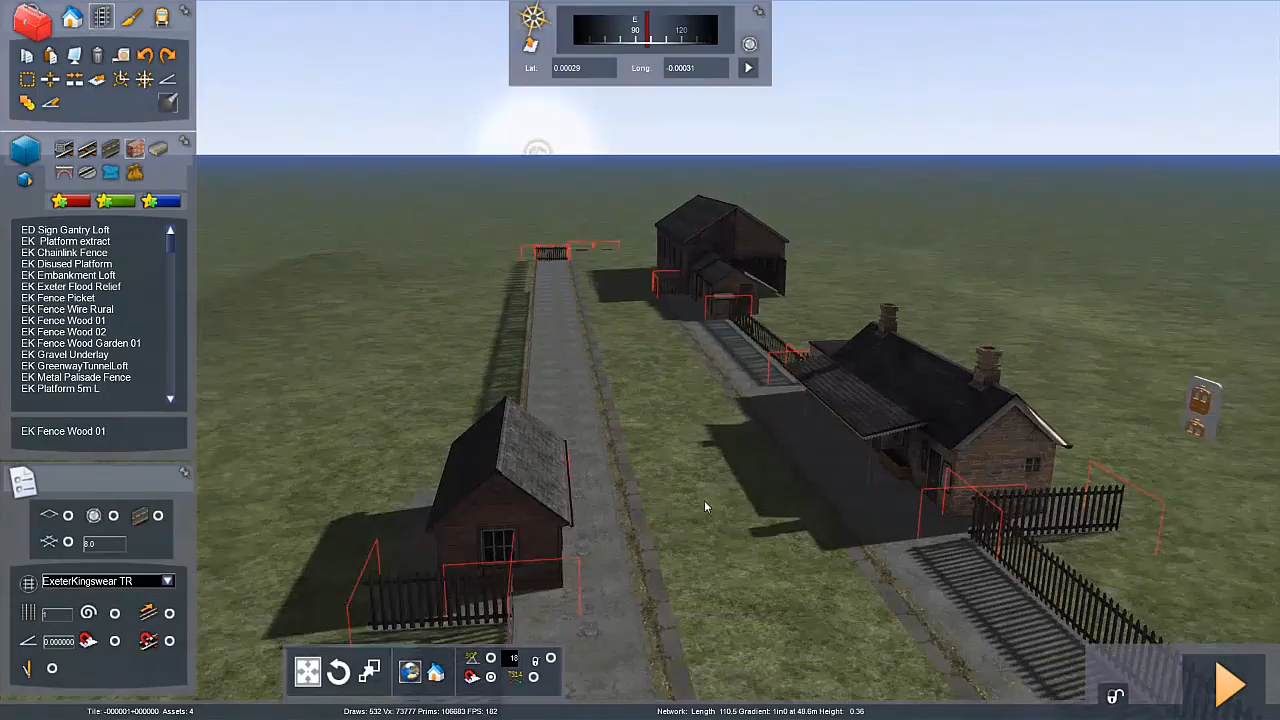 E
90
120
Lat:
0.00029
Long:
-0.00031
ED Sign Gantry Loft
EK Platform extract
EK Chainlink Fence
EK Disused Platform
EK Embankment Loft
EK Exeter Flood Relief
EK Fence Picket
EK Fence Wire Rural
EK Fence Wood 01
EK Fence Wood 02
EK Fence Wood Garden 01
EK Gravel Underlay
EK GreenwayTunnelLoft
EK Metal Palisade Fence
EK Platform 5m L
EK Fence Wood 01
8.0
ExeterKingswear TR
1
0.000000
18
TS14
Tile: -000001+000000 Assets: 4
Draws: 532 Vx: 73777 Prims: 106683 FPS: 182
Network: Length 110.5 Gradient: 1in0 at 48.6m Height: 0.36